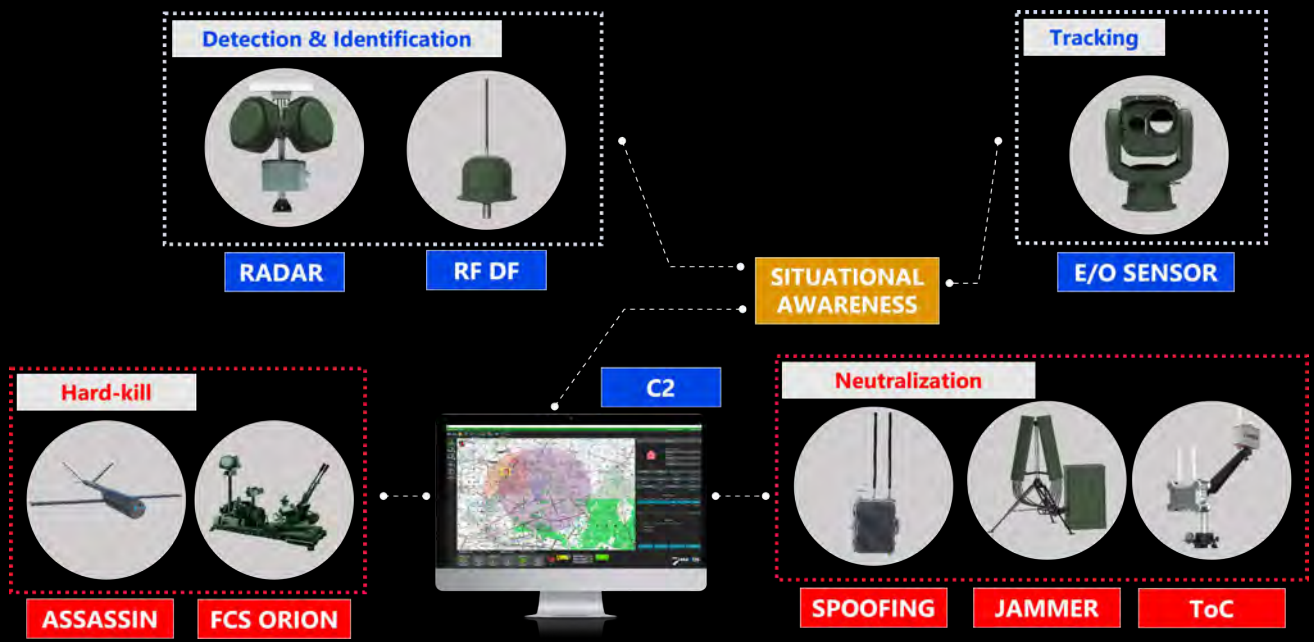 Detection & Identification
Tracking
RADAR
RF DF
E/O SENSOR
SITUATIONAL
AWARENESS
Hard-kill
C2
Neutralization
ASSASSIN
FCS ORION
SPOOFING
JAMMER
ToC